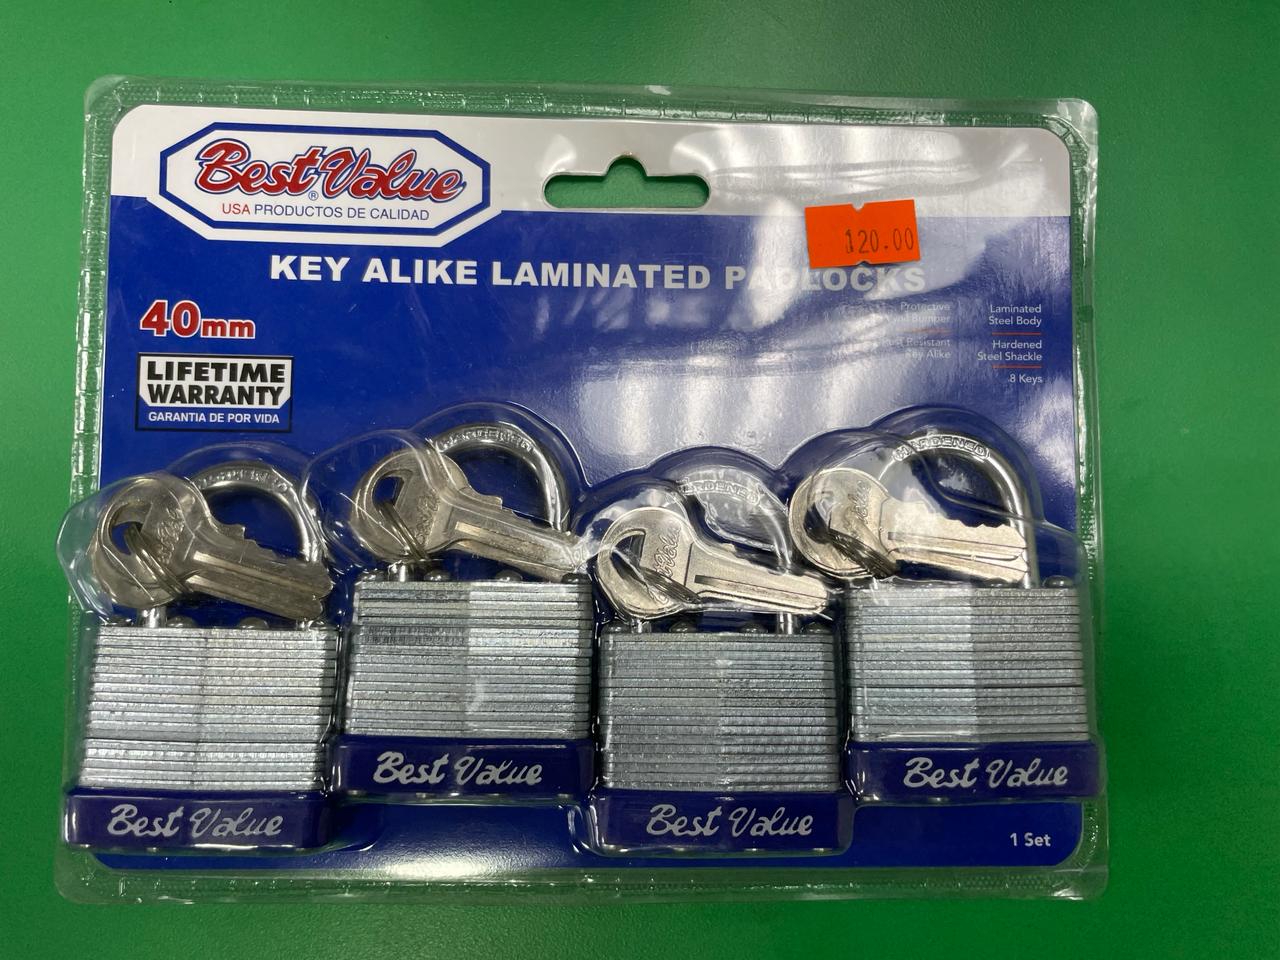 Best Value
®
USA PRODUCTOS DE CALIDAD
120.00
KEY ALIKE LAMINATED PADLOCKS
40mm
LIFETIME
WARRANTY
GARANTIA DE POR VIDA
Protective
Bumper
Resistant
Key Alike
Laminated
Steel Body
Hardened
Steel Shackle
8 Keys
HARDENED
HARDENED
HARDENED
HARDENED
Best Value
Best Value
Best Value
Best Value
1 Set